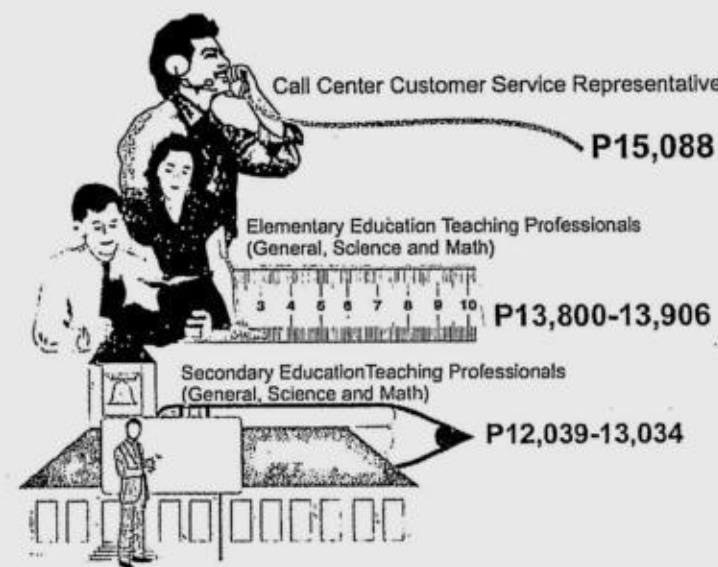 Call Center Customer Service Representative
P15,088
Elementary Education Teaching Professionals
(General, Science and Math)
3 4 5 6 7 8 9 10
P13,800-13,906
Secondary EducationTeaching Professionals
(General, Science and Math)
P12,039-13,034